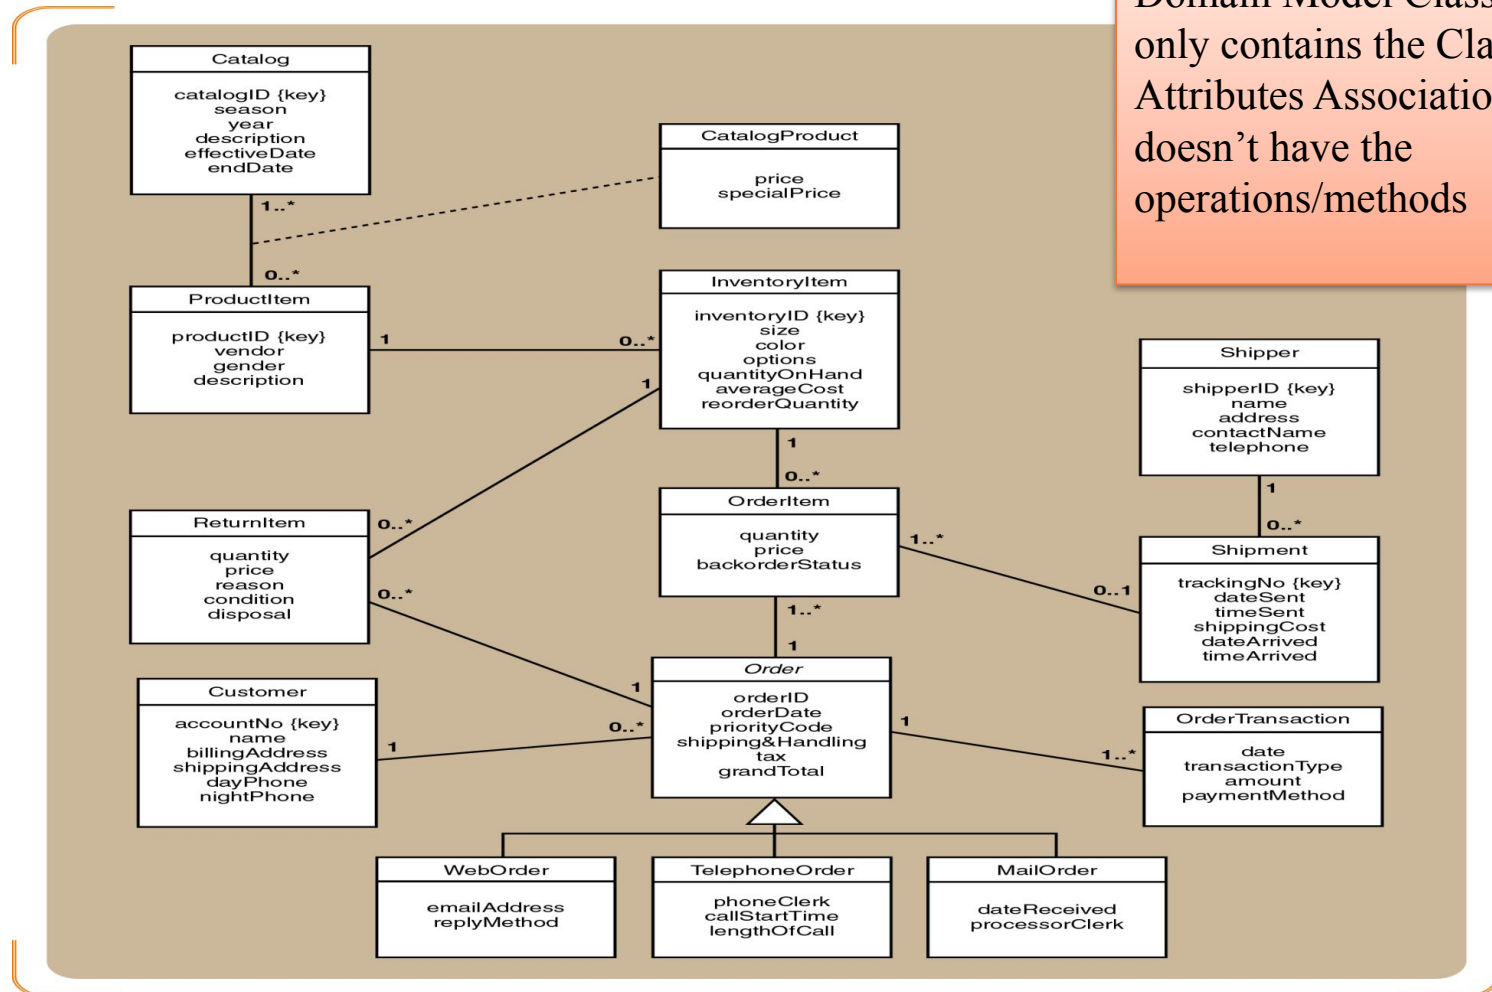 Domain Model Class
only contains the
Attributes
doesn’t have the
operations/methods
Catalog
catalogID {key}
season
year
description
effectiveDate
endDate
1..*
0..*
CatalogProduct
price
specialPrice
ProductItem
productID {key}
vendor
gender
description
1
0..*
InventoryItem
inventoryID {key}
size
color
options
quantityOnHand
averageCost
reorderQuantity
1
1
0..*
Shipper
shipperID {key}
name
address
contactName
telephone
1
0..*
ReturnItem
quantity
price
reason
condition
disposal
0..*
0..*
OrderItem
quantity
price
backorderStatus
1..*
0..1
1..*
1
Shipment
trackingNo {key}
dateSent
timeSent
shippingCost
dateArrived
timeArrived
Customer
accountNo {key}
name
billingAddress
shippingAddress
dayPhone
nightPhone
1
1
0..*
Order
orderID
orderDate
priorityCode
shipping&Handling
tax
grandTotal
1
1..*
OrderTransaction
date
transactionType
amount
paymentMethod
WebOrder
emailAddress
replyMethod
TelephoneOrder
phoneClerk
callStartTime
lengthOfCall
MailOrder
dateReceived
processorClerk